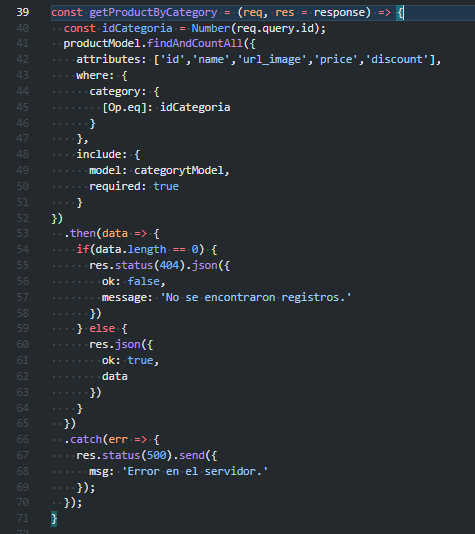 39 const getProductByCategory = (req, res = response) => {
40   const idCategoria = Number(req.query.id);
41   productModel.findAndCountAll({
42     attributes: ['id','name','url_image','price','discount'],
43     where: {
44       category: {
45         [Op.eq]: idCategoria
46       }
47     },
48     include: {
49       model: categorytModel,
50       required: true
51     }
52 })
53   .then(data => {
54     if(data.length == 0) {
55       res.status(404).json({
56         ok: false,
57         message: 'No se encontraron registros.'
58       })
59     } else {
60       res.json({
61         ok: true,
62         data
63       })
64     }
65   })
66   .catch(err => {
67     res.status(500).send({
68       msg: 'Error en el servidor.'
69     });
70   });
71 }